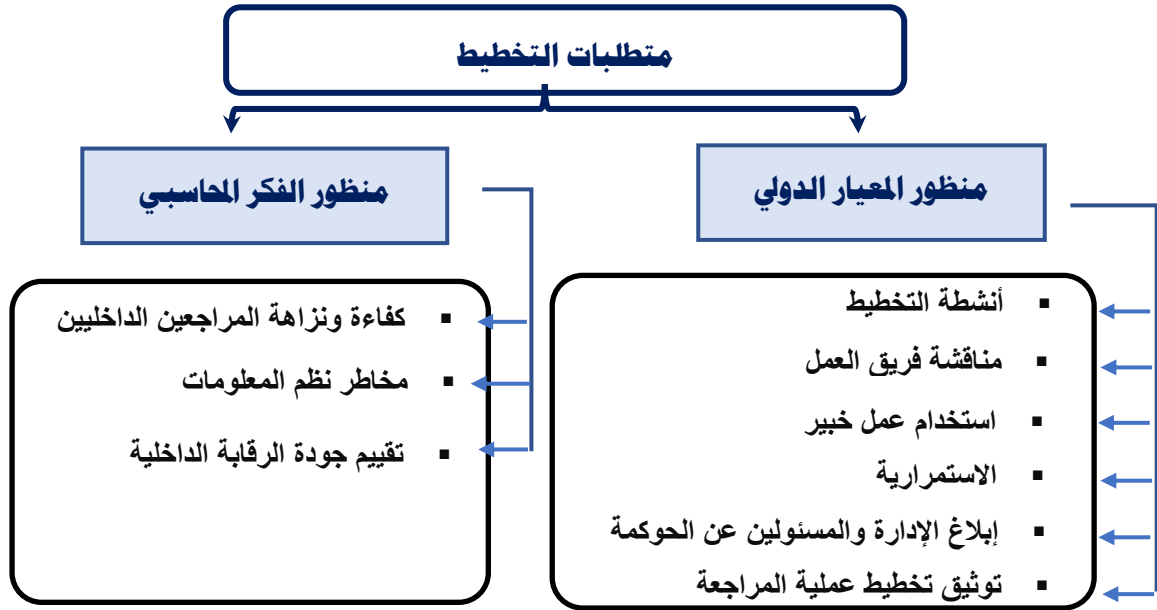 متطلبات التخطيط
منظور المعيار الدولي
▪ أنشطة التخطيط
▪ مناقشة فريق العمل
▪ استخدام عمل خبير
▪ الاستمرارية
▪ إبلاغ الإدارة والمسئولين عن الحوكمة
▪ توثيق تخطيط عملية المراجعة
منظور الفكر المحاسبي
▪ كفاءة ونزاهة المراجعين الداخليين
▪ مخاطر نظم المعلومات
▪ تقييم جودة الرقابة الداخلية